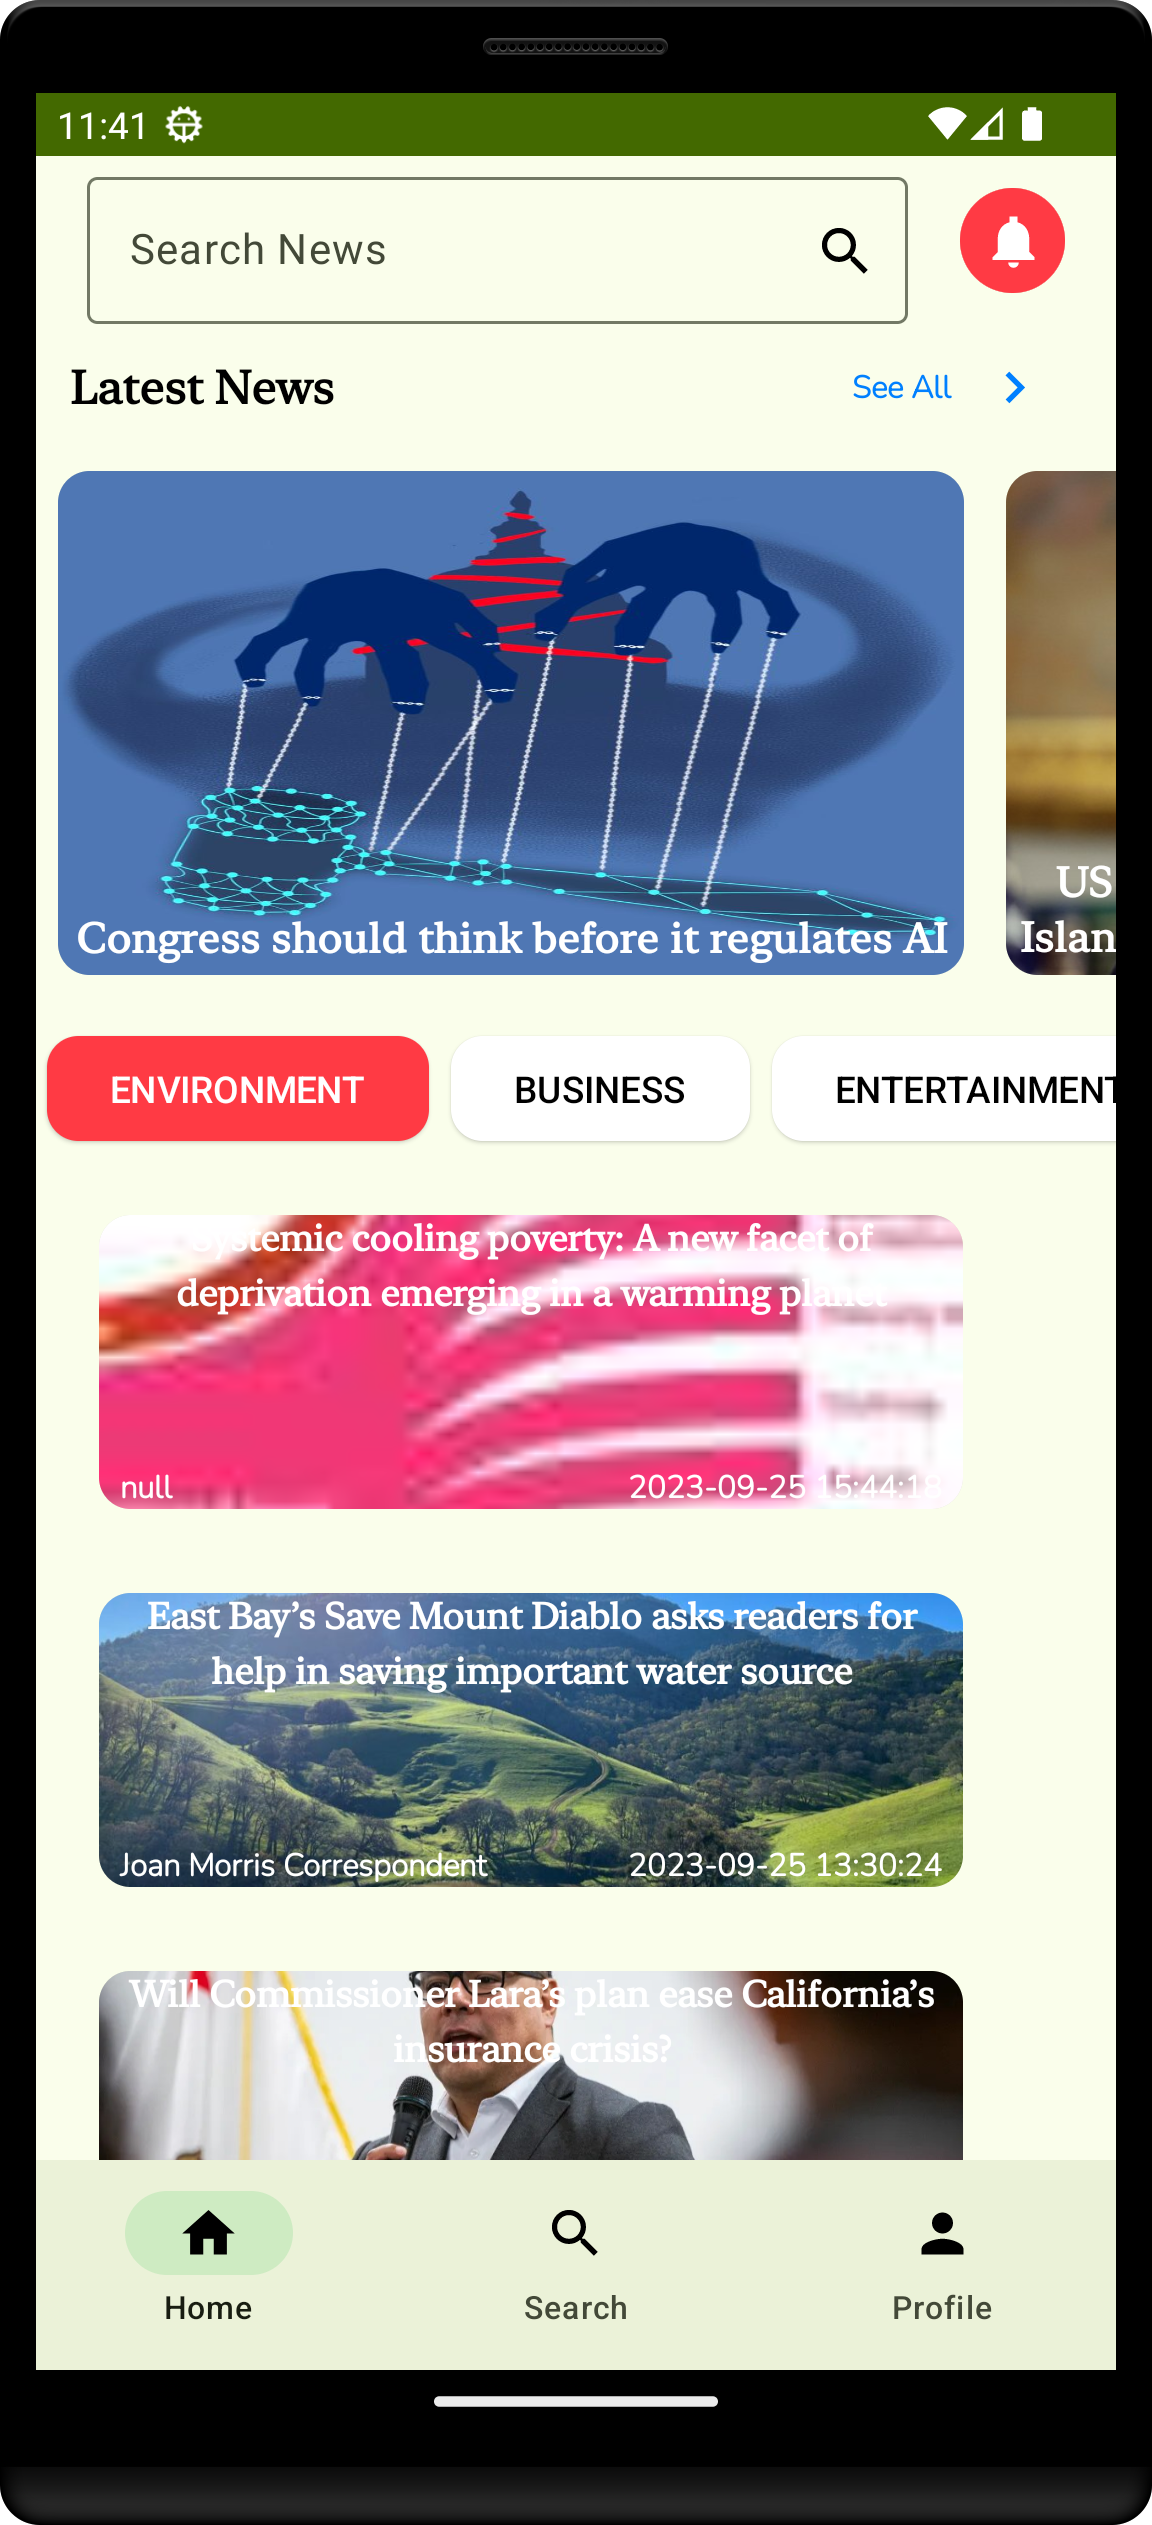 11:41
Search News
Latest News
See All
Congress should think before it regulates AI
US
Islan
ENVIRONMENT
BUSINESS
ENTERTAINMENT
Systemic cooling poverty: A new facet of
deprivation emerging in a warming planet
null
2023-09-25 15:44:18
East Bay’s Save Mount Diablo asks readers for
help in saving important water source
Joan Morris Correspondent
2023-09-25 13:30:24
Will Commissioner Lara’s plan ease California’s
insurance crisis?
Home
Search
Profile